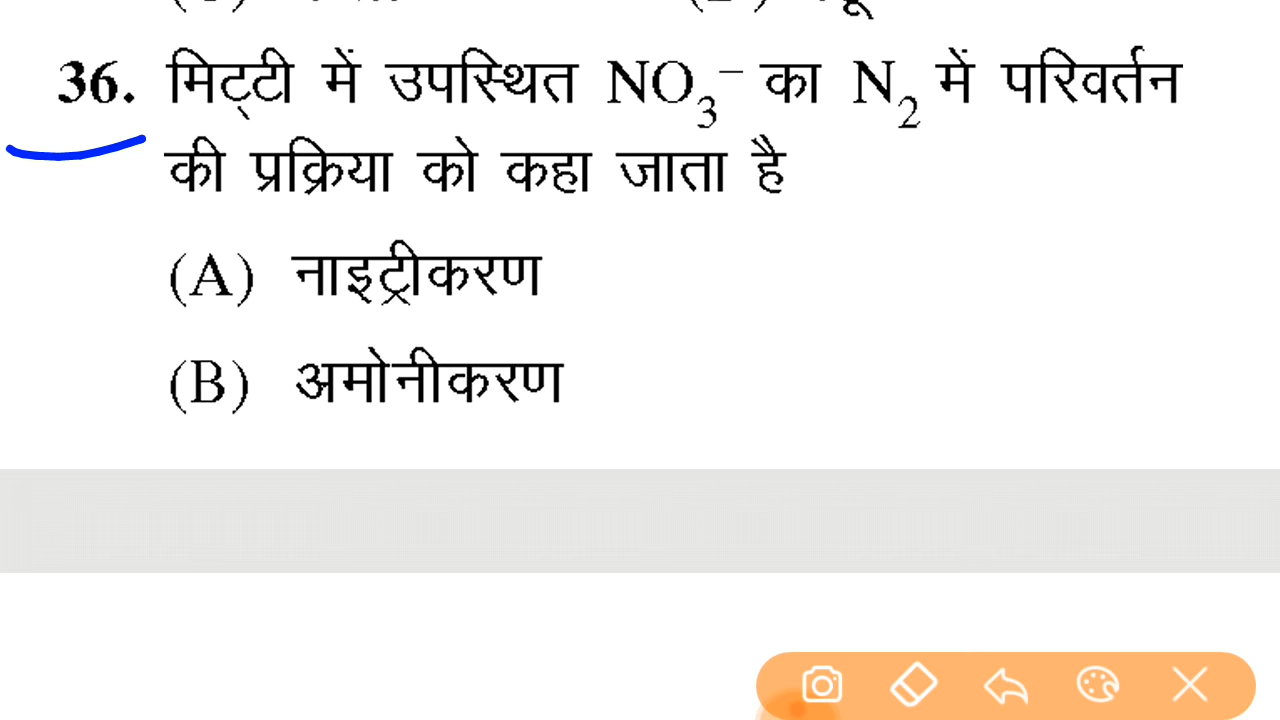 36. मिट्टी में उपस्थित NO₃⁻ का N₂ में परिवर्तन
की प्रक्रिया को कहा जाता है
(A) नाइट्रीकरण
(B) अमोनीकरण